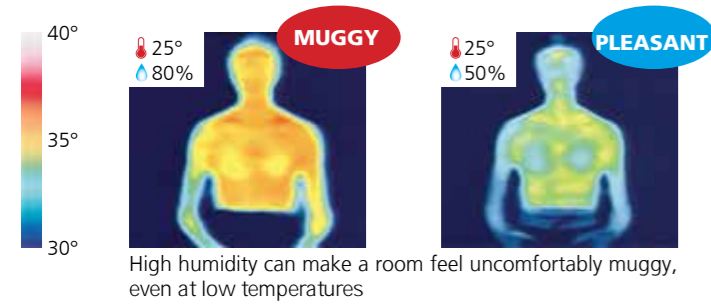 40°
35°
30°
25°
80%
MUGGY
25°
50%
PLEASANT
High humidity can make a room feel uncomfortably muggy,
even at low temperatures